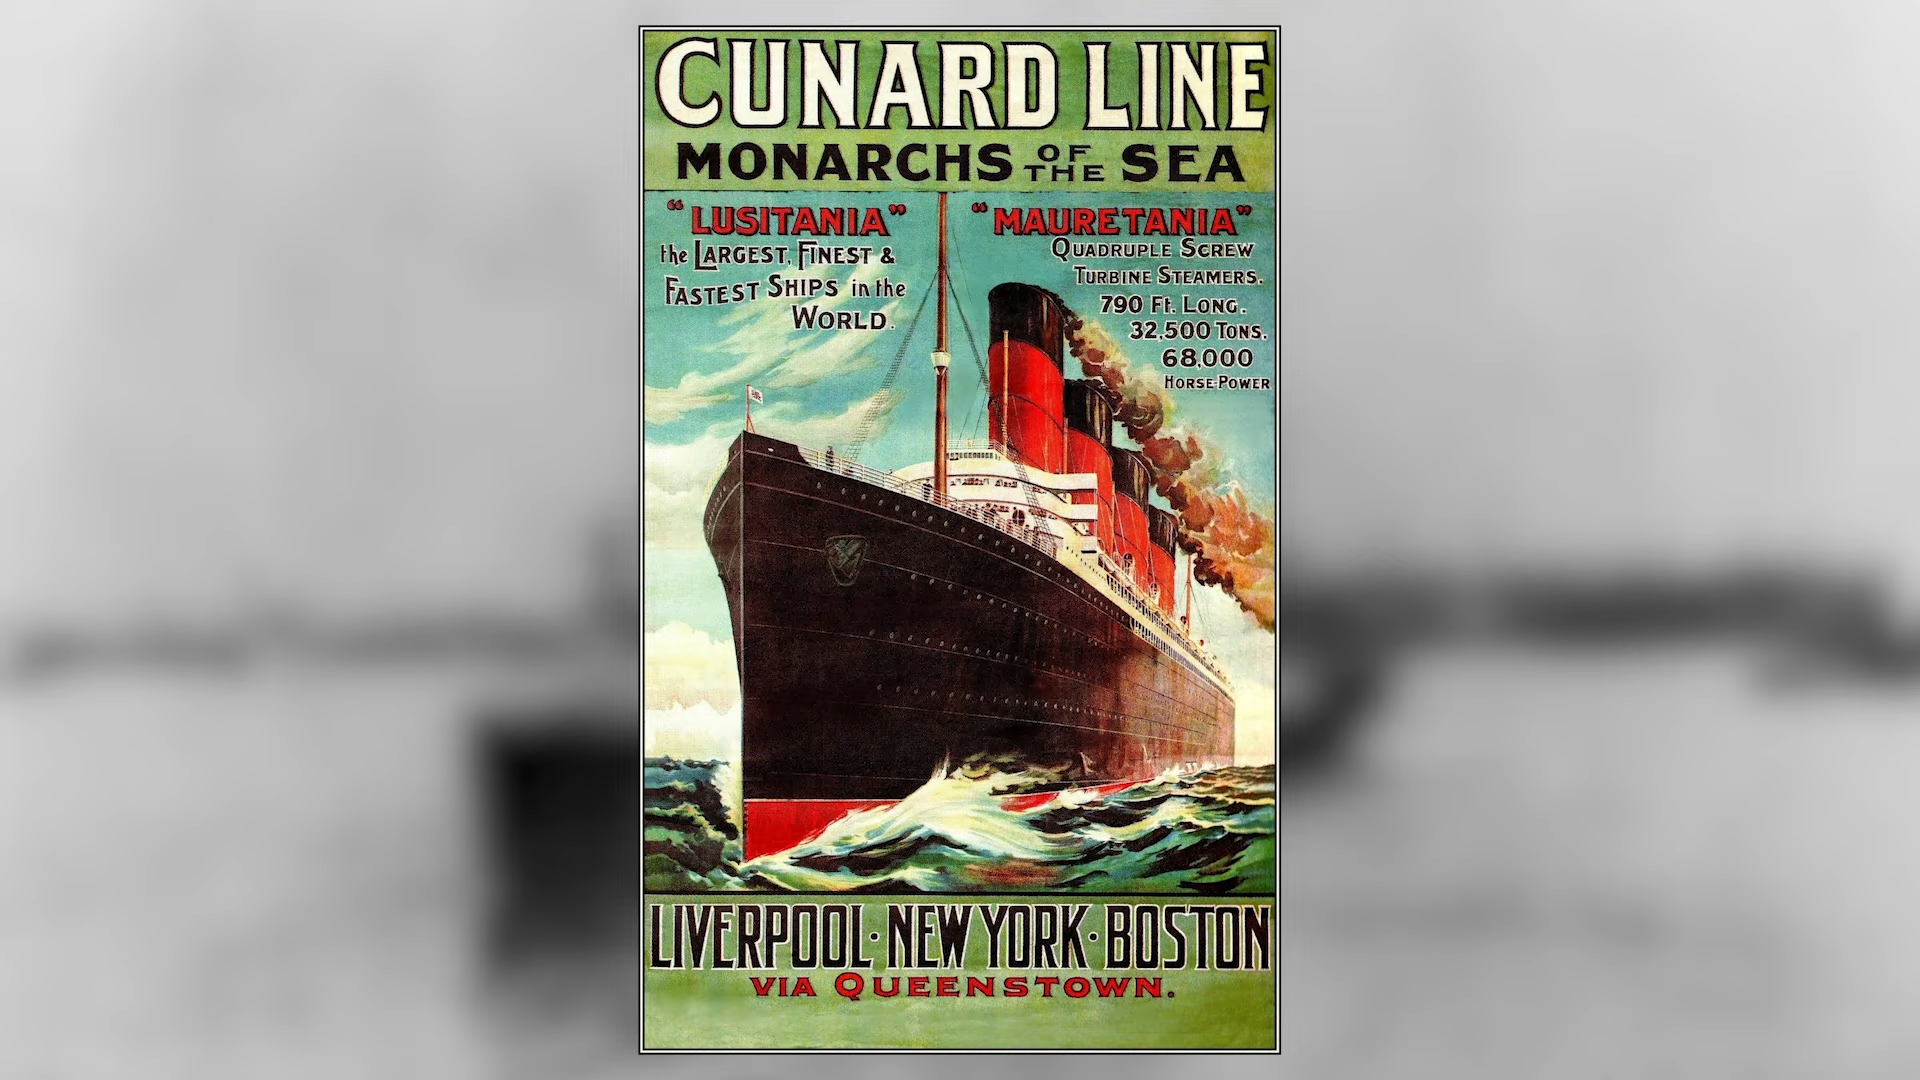 CUNARD LINE
MONARCHS OF THE SEA
"LUSITANIA"
the LARGEST, FINEST &
FASTEST SHIPS in the
WORLD.
"MAURETANIA"
QUADRUPLE SCREW
TURBINE STEAMERS.
790 Ft. LONG.
32,500 TONS.
68,000
HORSE-POWER
LIVERPOOL · NEW YORK · BOSTON
VIA QUEENSTOWN.